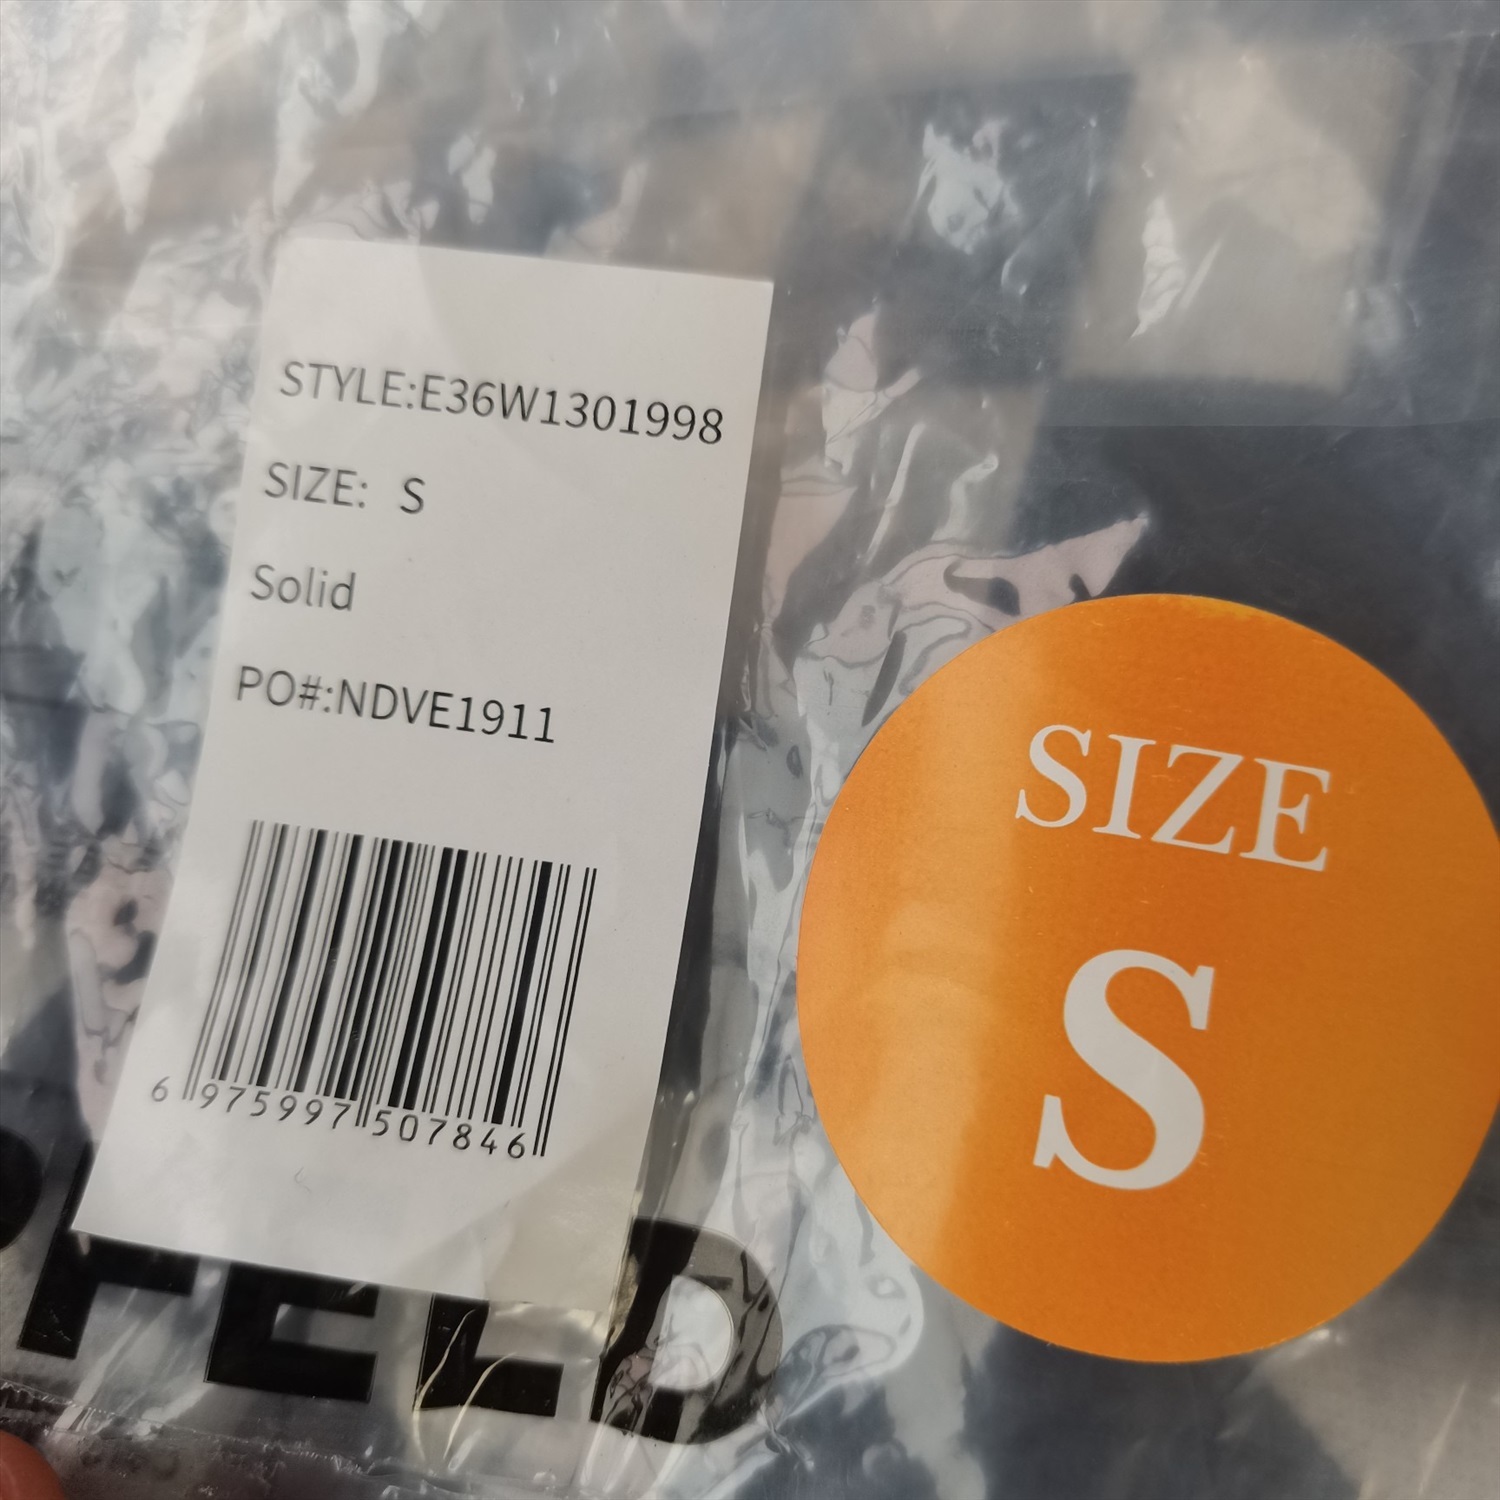 STYLE:E36W1301998
SIZE: S
Solid
PO#:NDVE1911
6 975997 507846
SIZE
S